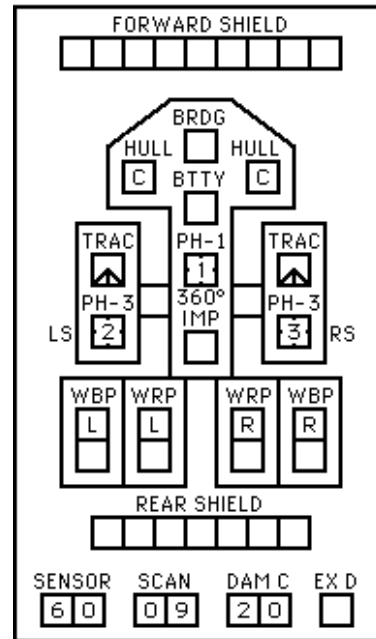 FORWARD SHIELD
BRDG
HULL HULL
C BTTY C
TRAC PH-1 TRAC
1
PH-3 360° PH-3
LS 2 IMP 3 RS
WBP WRP WRP WBP
L L R R
REAR SHIELD
SENSOR SCAN DAM C EX D
6 0 0 9 2 0